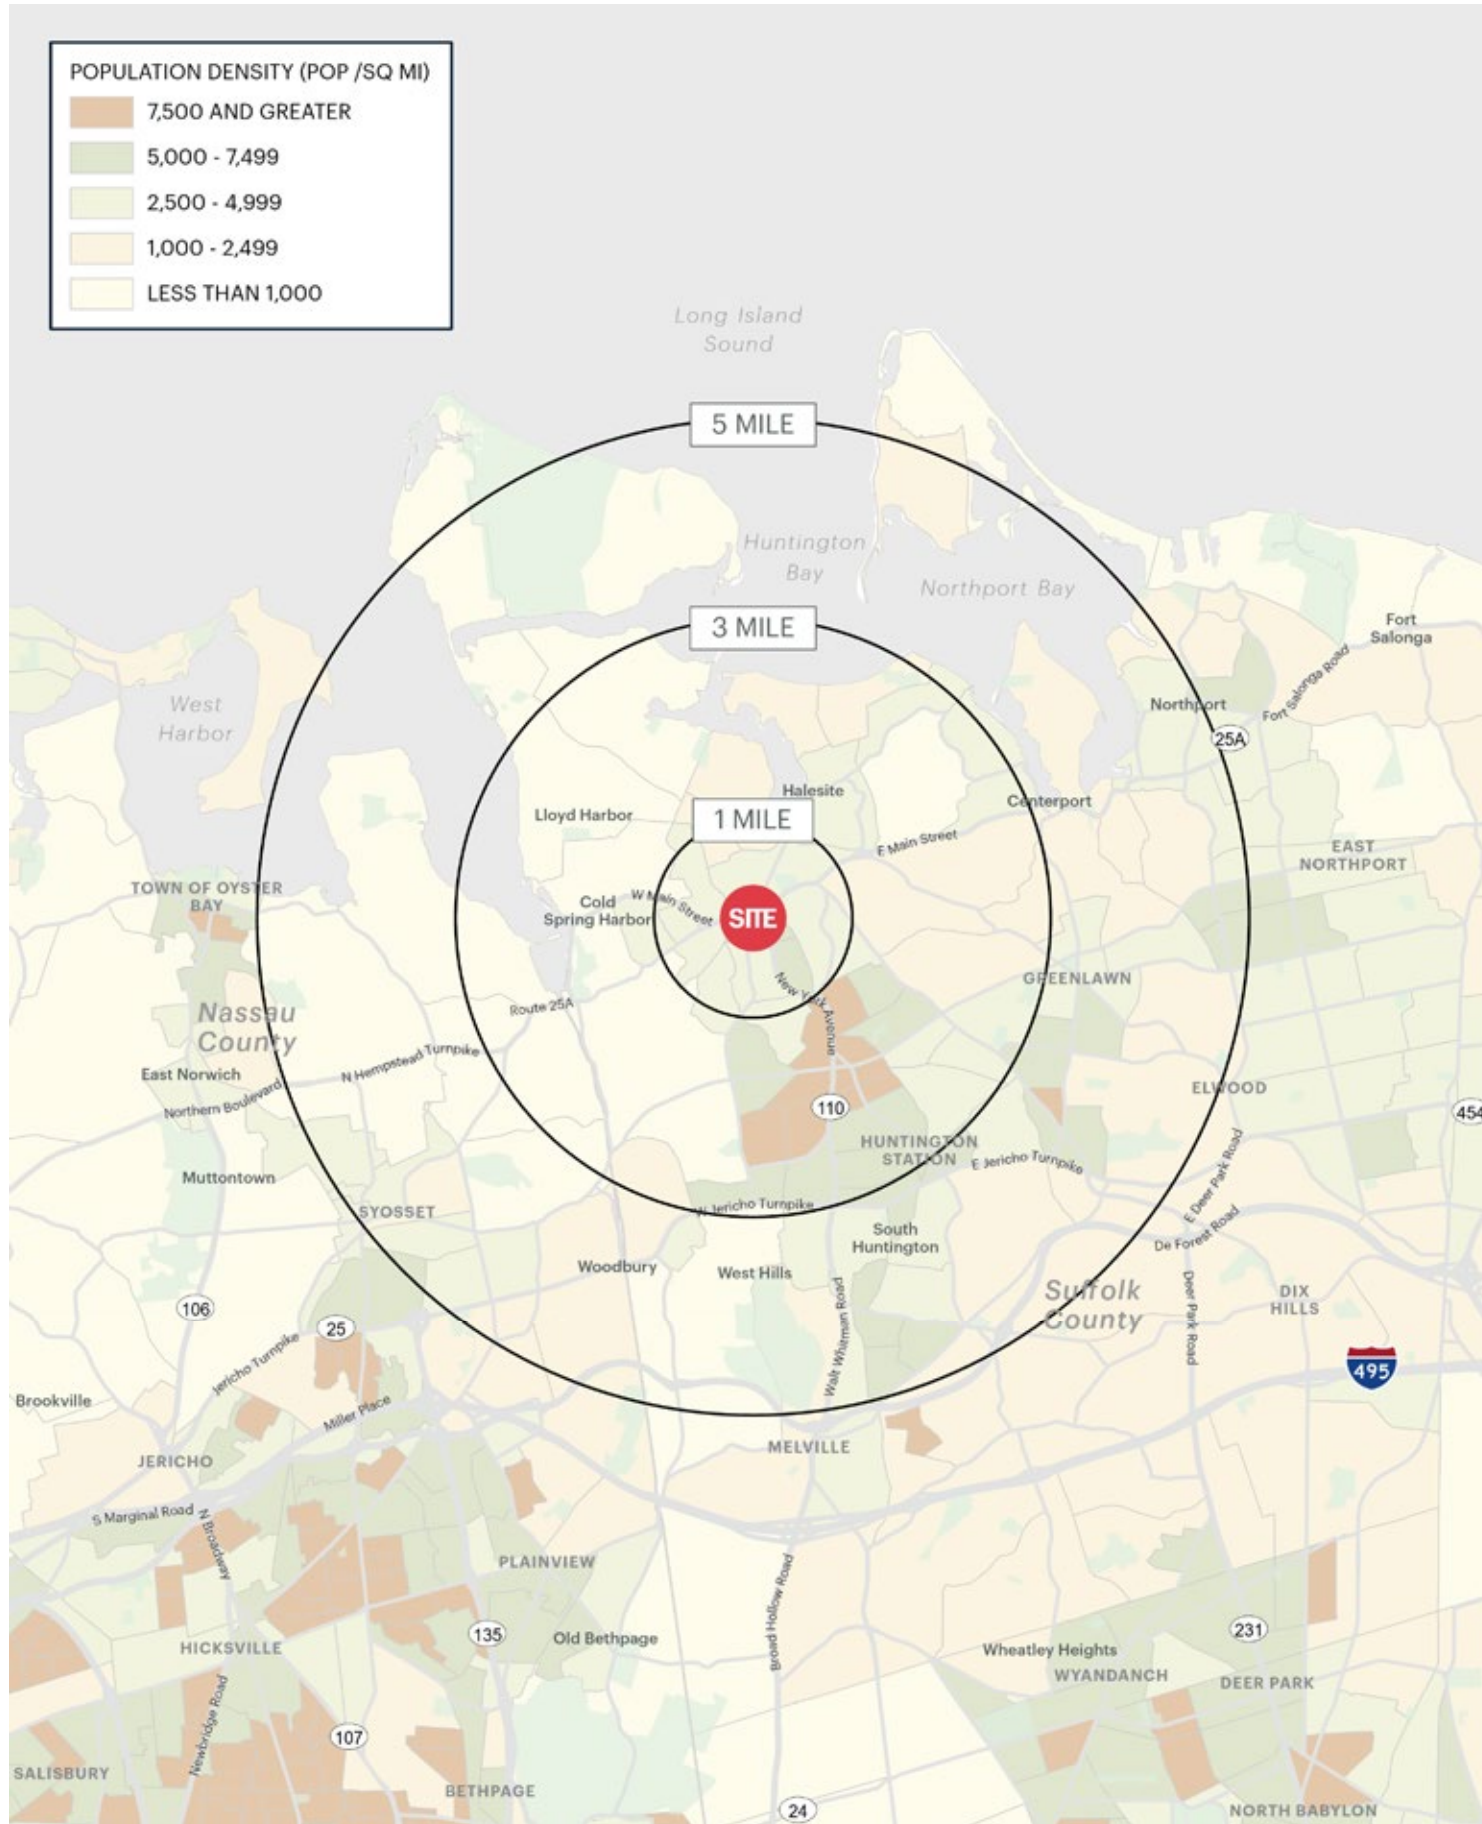 POPULATION DENSITY (POP /SQ MI)
7,500 AND GREATER
5,000 - 7,499
2,500 - 4,999
1,000 - 2,499
LESS THAN 1,000
Long Island
Sound
5 MILE
Huntington
Bay
Northport Bay
3 MILE
Fort
Salonga
Fort Salonga Road
West
Harbor
Northport
25A
Halesite
Centerport
Lloyd Harbor
1 MILE
E Main Street
EAST
NORTHPORT
TOWN OF OYSTER
BAY
Cold
Spring Harbor
W Main Street
SITE
GREENLAWN
New York Avenue
Route 25A
Nassau
County
N Hempstead Turnpike
East Norwich
Northern Boulevard
ELWOOD
110
454
HUNTINGTON
STATION
E Jericho Turnpike
E Deer Park Road
Muttontown
SYOSSET
W Jericho Turnpike
South
Huntington
De Forest Road
Woodbury
West Hills
Suffolk
County
DIX
HILLS
106
25
Walt Whitman Road
Deer Park Road
Jericho Turnpike
495
Brookville
Miller Place
JERICHO
MELVILLE
S Marginal Road
N Broadway
PLAINVIEW
Broad Hollow Road
HICKSVILLE
135
Old Bethpage
231
Wheatley Heights
WYANDANCH
DEER PARK
Newbridge Road
107
SALISBURY
BETHPAGE
24
NORTH BABYLON